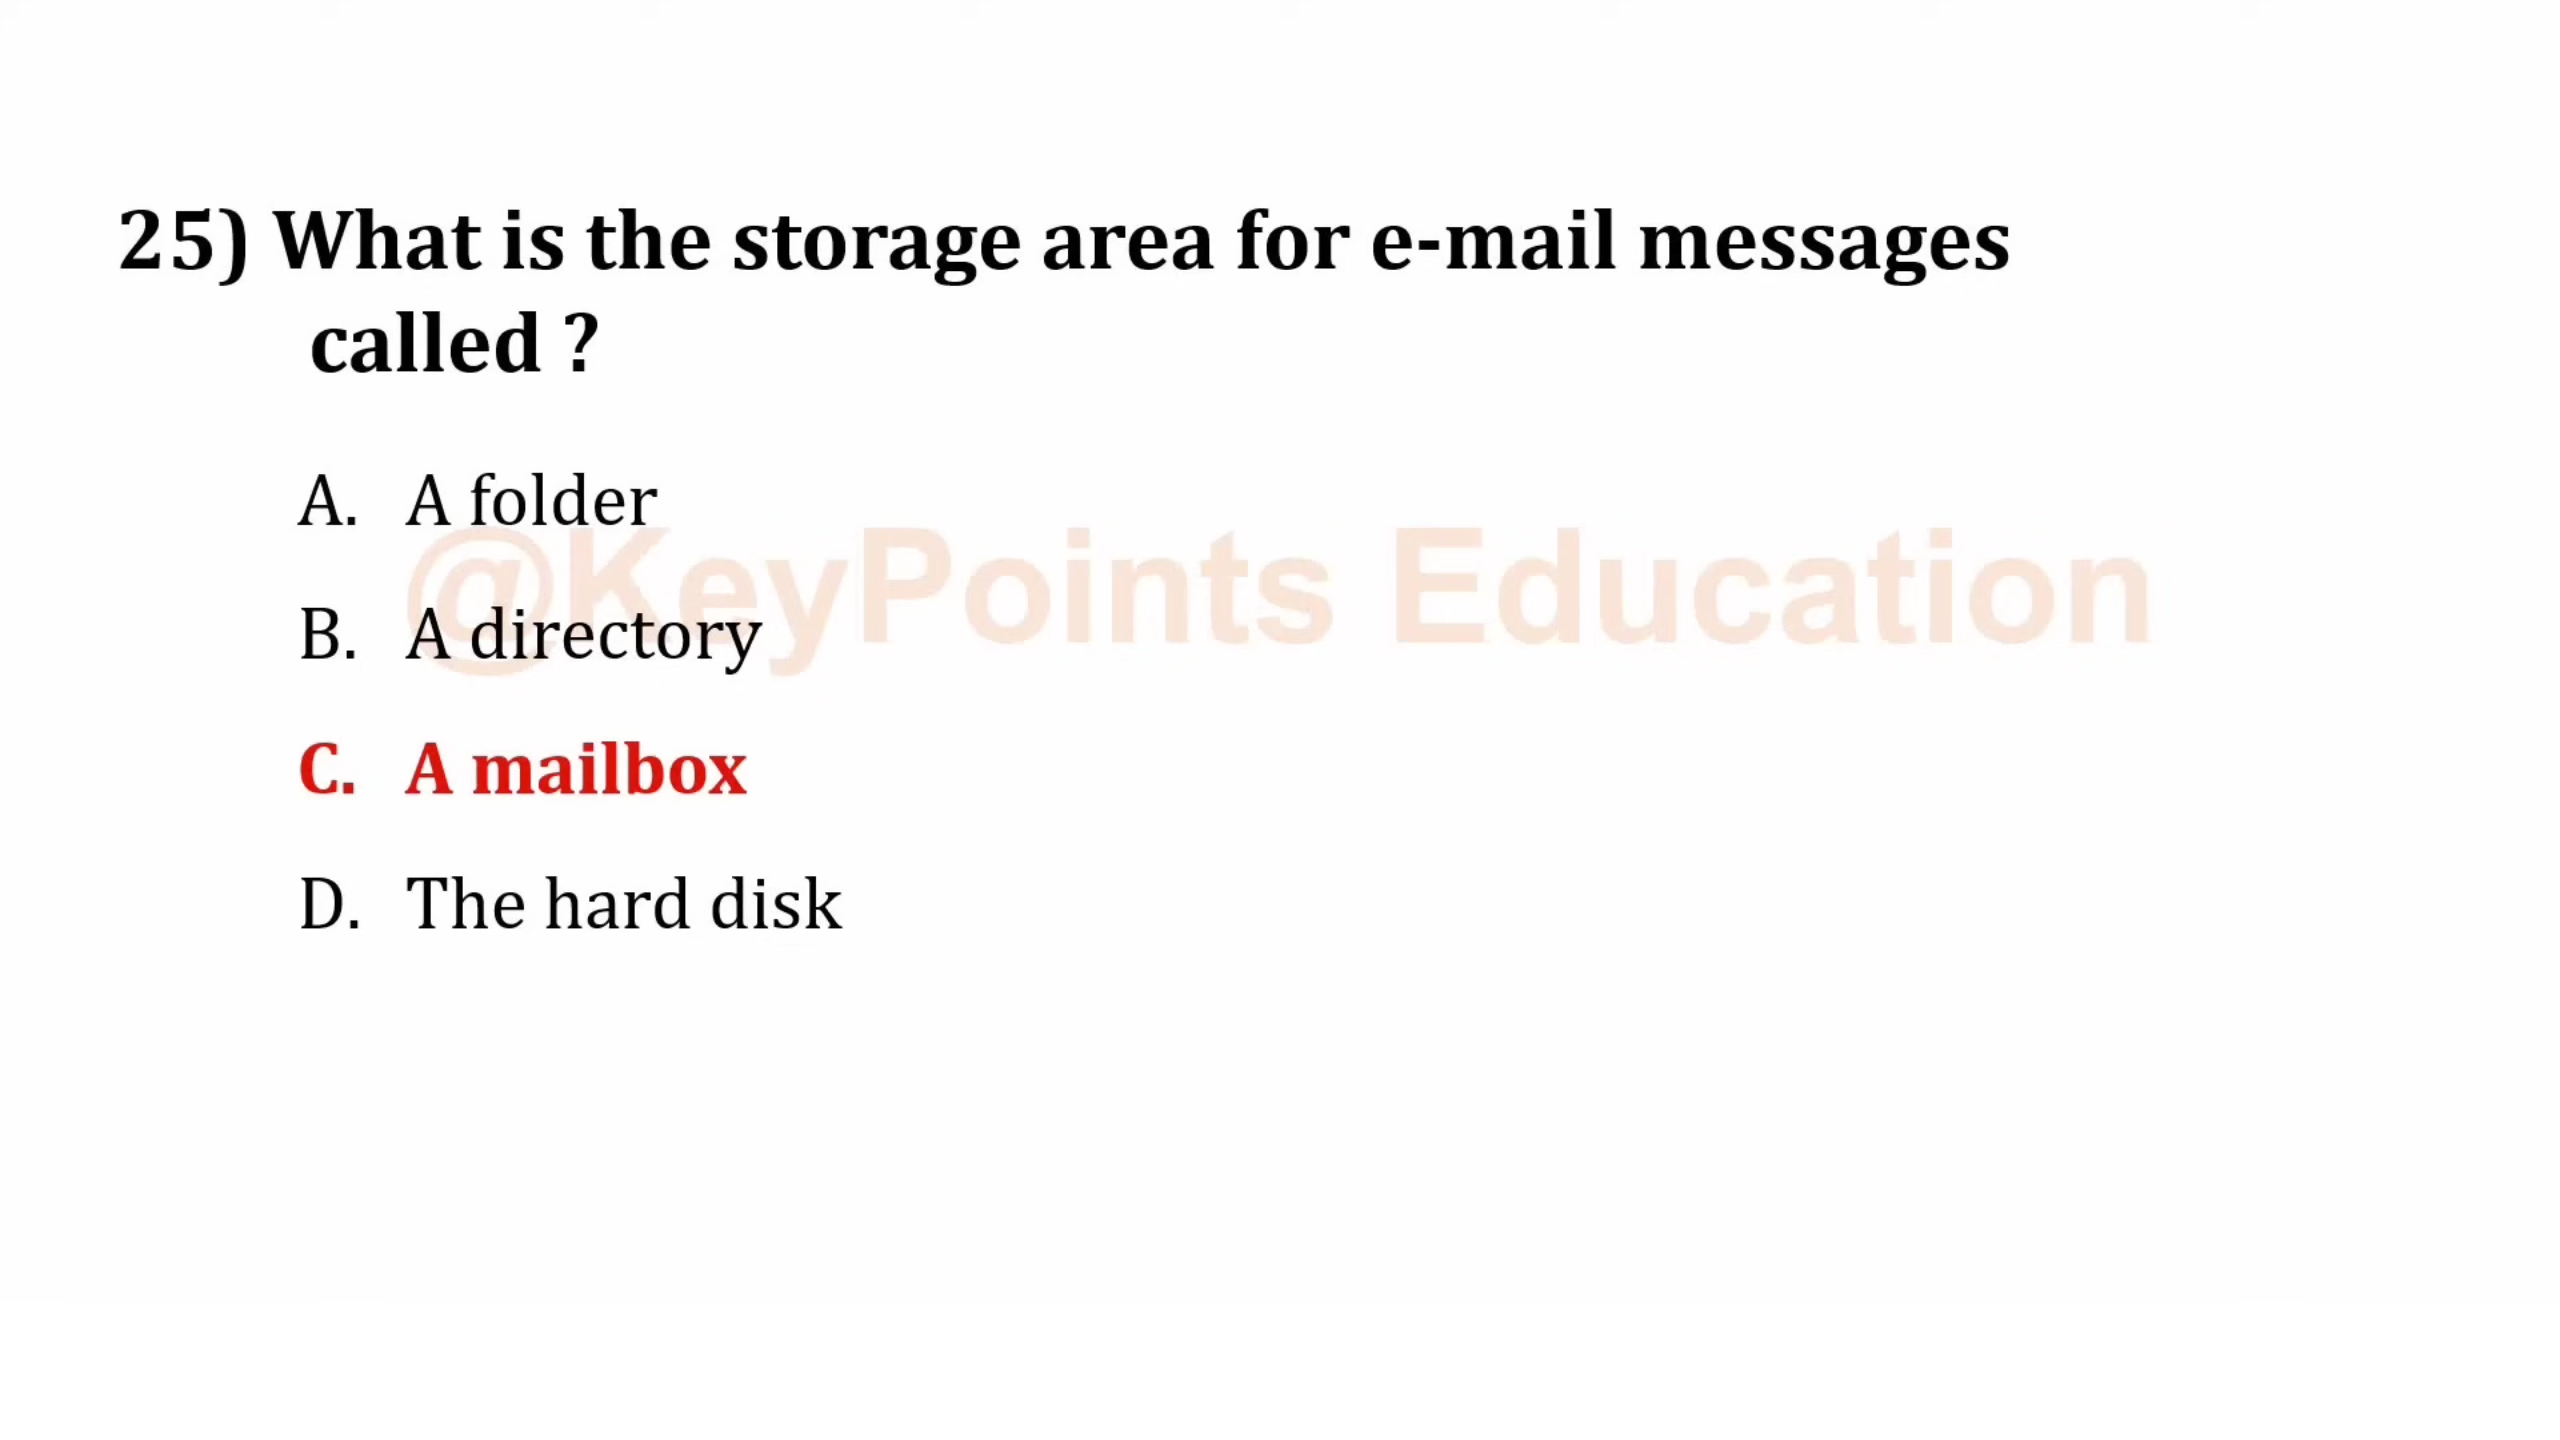 25) What is the storage area for e-mail messages
called ?
A. A folder
@KeyPoints Education
B. A directory
C. A mailbox
D. The hard disk